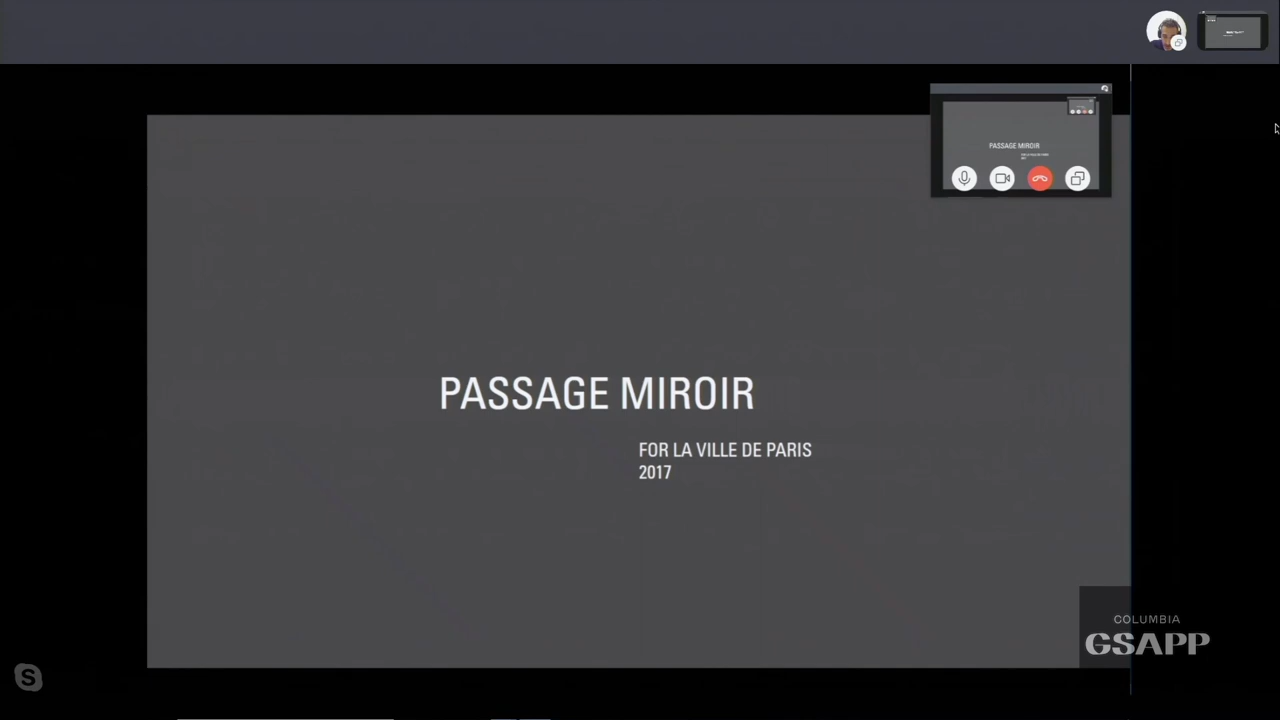 PASSAGE MIROIR
PASSAGE MIROIR
FOR LA VILLE DE PARIS
2017
COLUMBIA
GSAPP
S